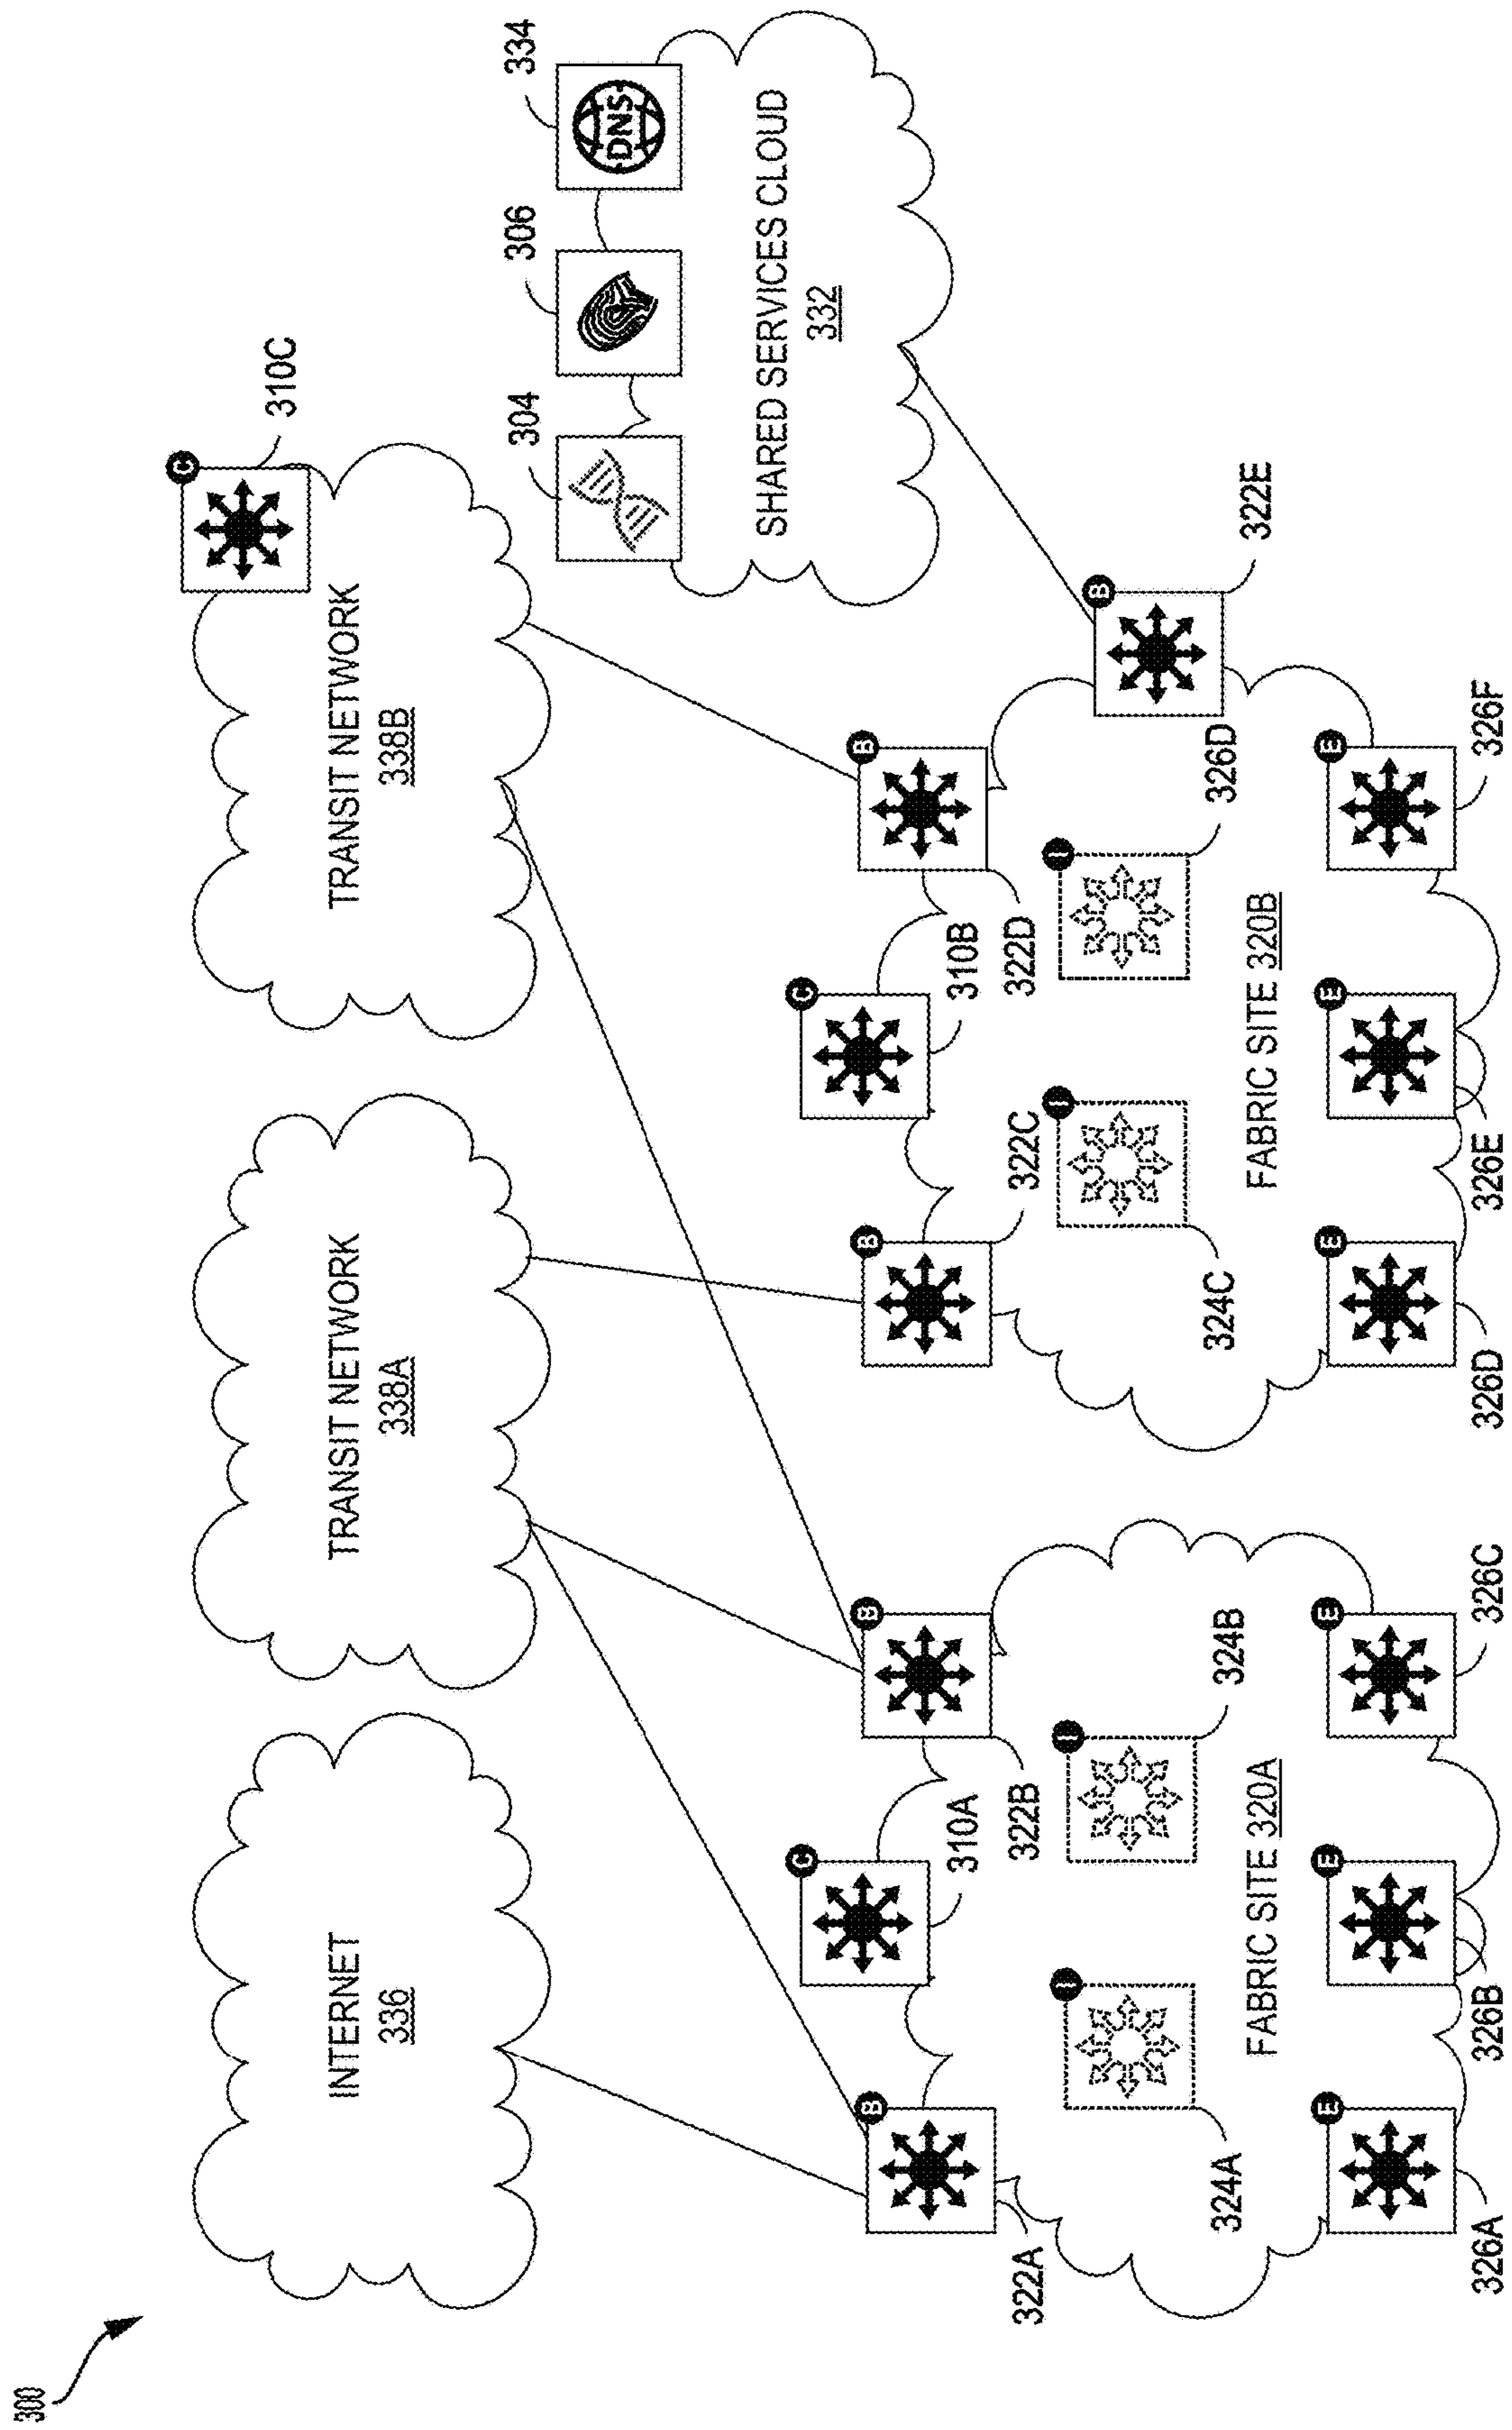 300
INTERNET
336
TRANSIT NETWORK
338A
TRANSIT NETWORK
338B
C
310C
304
306
334
DNS
SHARED SERVICES CLOUD
332
B
322A
C
310A
B
322B
I
324A
I
324B
FABRIC SITE 320A
E
326A
E
326B
E
326C
B
322C
C
310B
B
322D
B
322E
I
324C
I
326D
FABRIC SITE 320B
E
326D
E
326E
E
326F